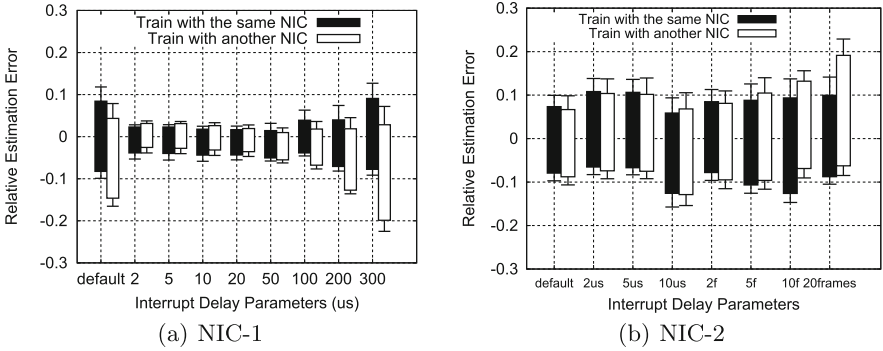 Train with the same NIC
Train with another NIC
Relative Estimation Error
0.3
0.2
0.1
0
-0.1
-0.2
-0.3
default 2 5 10 20 50 100 200 300
Interrupt Delay Parameters (us)
(a) NIC-1
Train with the same NIC
Train with another NIC
Relative Estimation Error
0.3
0.2
0.1
0
-0.1
-0.2
-0.3
default 2us 5us 10us 2f 5f 10f 20frames
Interrupt Delay Parameters
(b) NIC-2